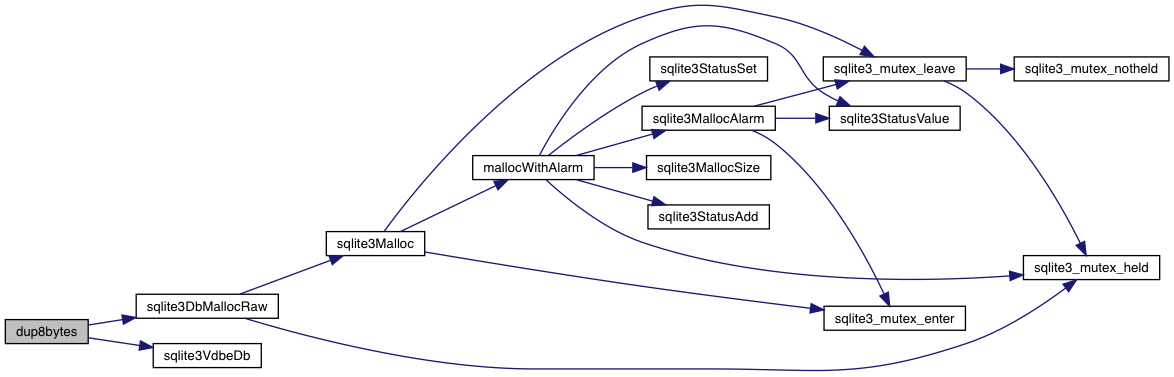 sqlite3StatusSet
sqlite3_mutex_leave
sqlite3_mutex_notheld
sqlite3MallocAlarm
sqlite3StatusValue
mallocWithAlarm
sqlite3MallocSize
sqlite3StatusAdd
sqlite3Malloc
sqlite3_mutex_held
sqlite3DbMallocRaw
sqlite3_mutex_enter
dup8bytes
sqlite3VdbeDb